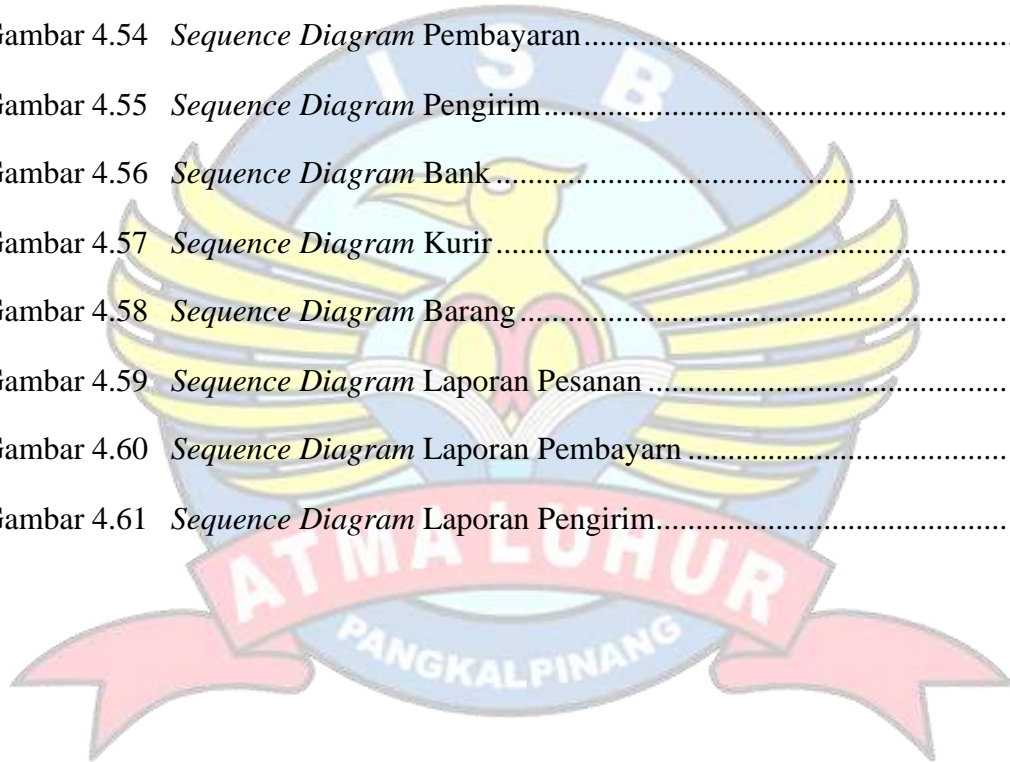 Gambar 4.54 Sequence Diagram Pembayaran....................................................
Gambar 4.55 Sequence Diagram Pengirim.........................................................
Gambar 4.56 Sequence Diagram Bank...............................................................
Gambar 4.57 Sequence Diagram Kurir...............................................................
Gambar 4.58 Sequence Diagram Barang............................................................
Gambar 4.59 Sequence Diagram Laporan Pesanan............................................
Gambar 4.60 Sequence Diagram Laporan Pembayarn.......................................
Gambar 4.61 Sequence Diagram Laporan Pengirim...........................................
ISB
ATMA LUHUR
PANGKALPINANG